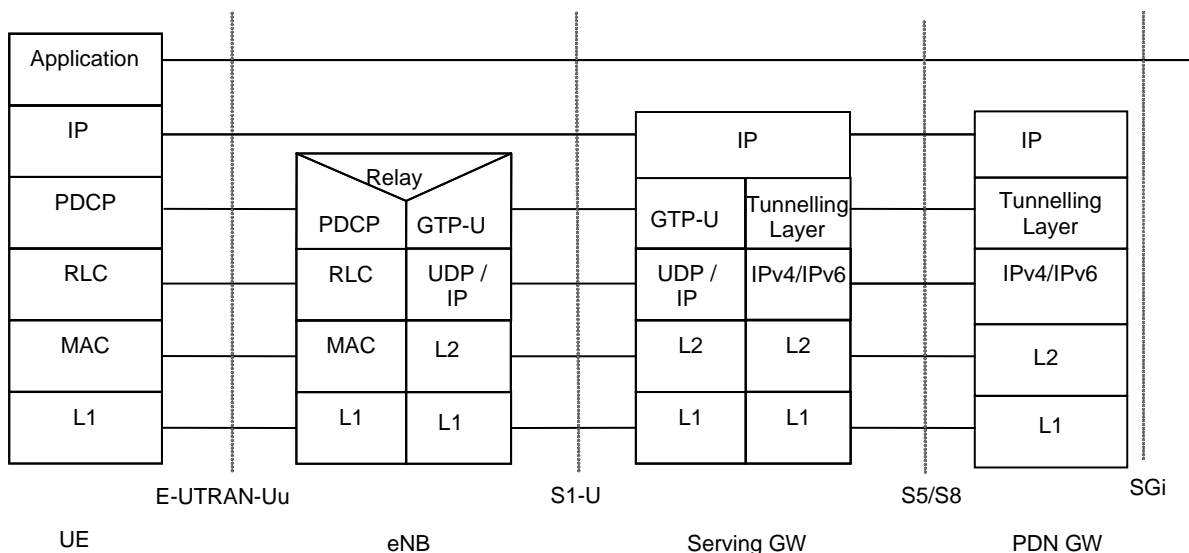 Application
IP
PDCP
RLC
MAC
L1
Relay
PDCP
GTP-U
RLC
UDP /
IP
MAC
L2
L1
L1
IP
GTP-U
Tunnelling
Layer
UDP /
IP
IPv4/IPv6
L2
L2
L1
L1
IP
Tunnelling
Layer
IPv4/IPv6
L2
L1
E-UTRAN-Uu
S1-U
S5/S8
SGi
UE
eNB
Serving GW
PDN GW